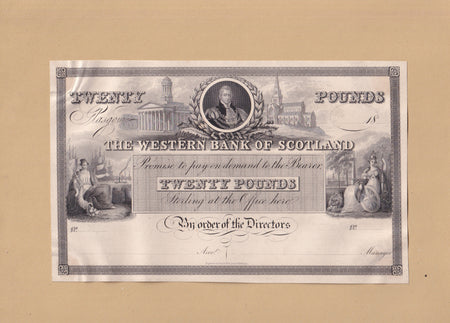 TWENTY POUNDS
Glasgow 18
THE WESTERN BANK OF SCOTLAND
Promise to pay on demand to the Bearer
TWENTY POUNDS
Sterling at the Office here
By order of the Directors
No. No.
Acct. Manager